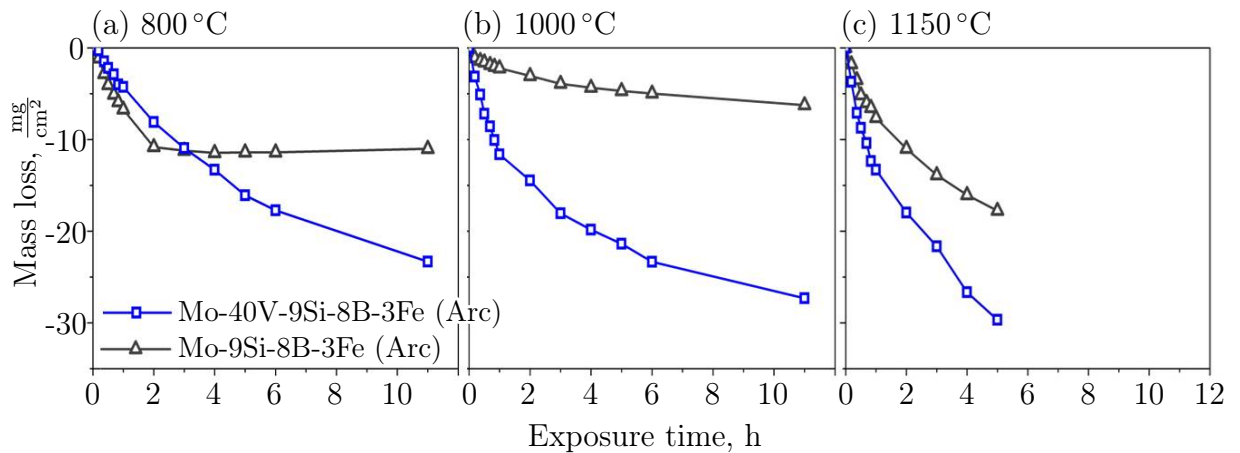 (a) 800 °C
(b) 1000 °C
(c) 1150 °C
Mass loss, mg/cm²
0
-10
-20
-30
Mo-40V-9Si-8B-3Fe (Arc)
Mo-9Si-8B-3Fe (Arc)
0 2 4 6 8 10
0 2 4 6 8 10
0 2 4 6 8 10 12
Exposure time, h